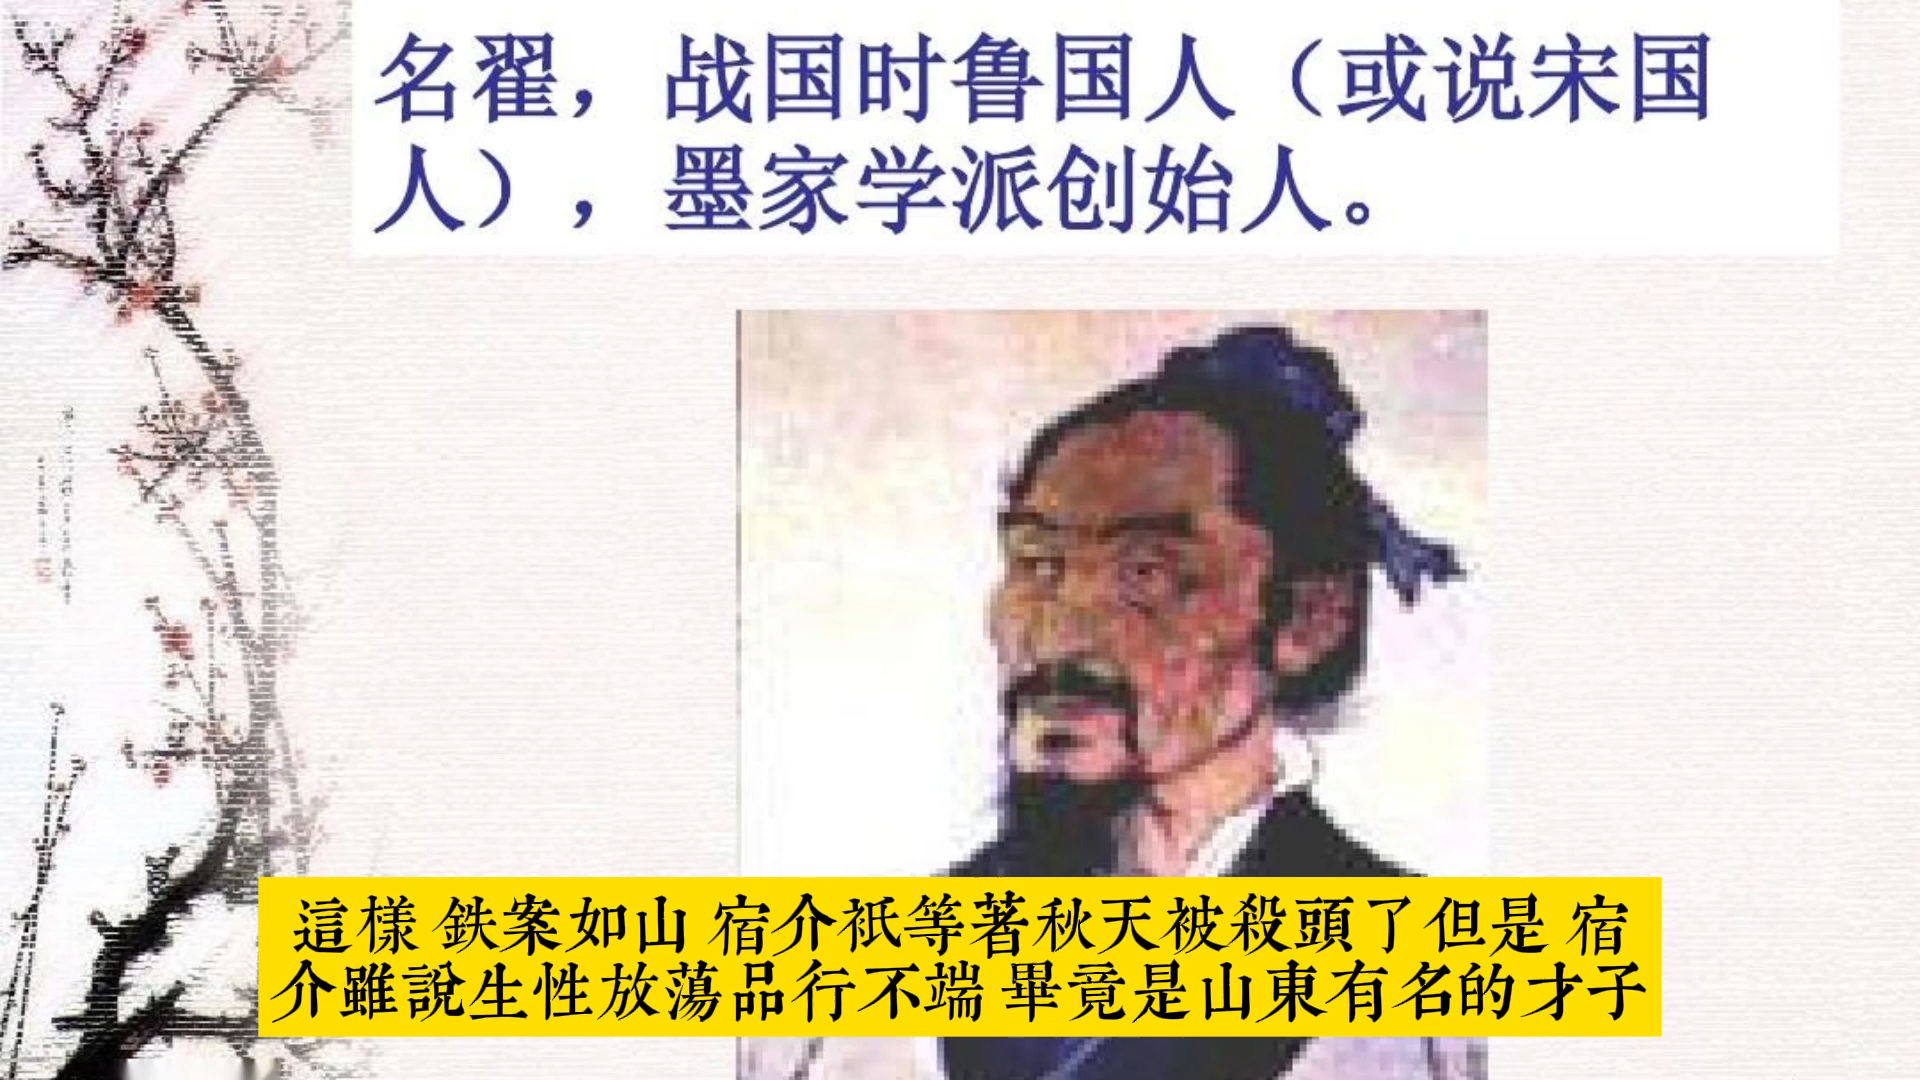 名翟，战国时鲁国人（或说宋国
人），墨家学派创始人。
這樣 鉄案如山 宿介祇等著秋天被殺頭了但是 宿
介雖說生性放蕩品行不端 畢竟是山東有名的才子